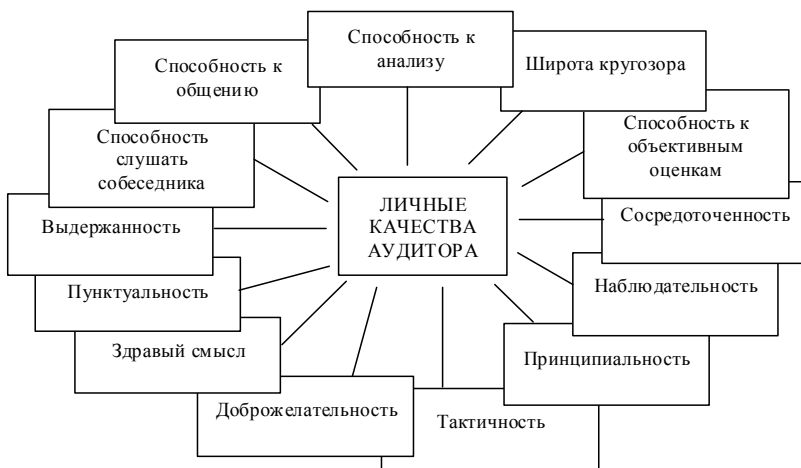 Способность к
анализу
Способность к
общению
Широта кругозора
Способность
слушать
собеседника
Способность к
объективным
оценкам
ЛИЧНЫЕ
КАЧЕСТВА
АУДИТОРА
Выдержанность
Сосредоточенность
Пунктуальность
Наблюдательность
Здравый смысл
Принципиальность
Доброжелательность
Тактичность